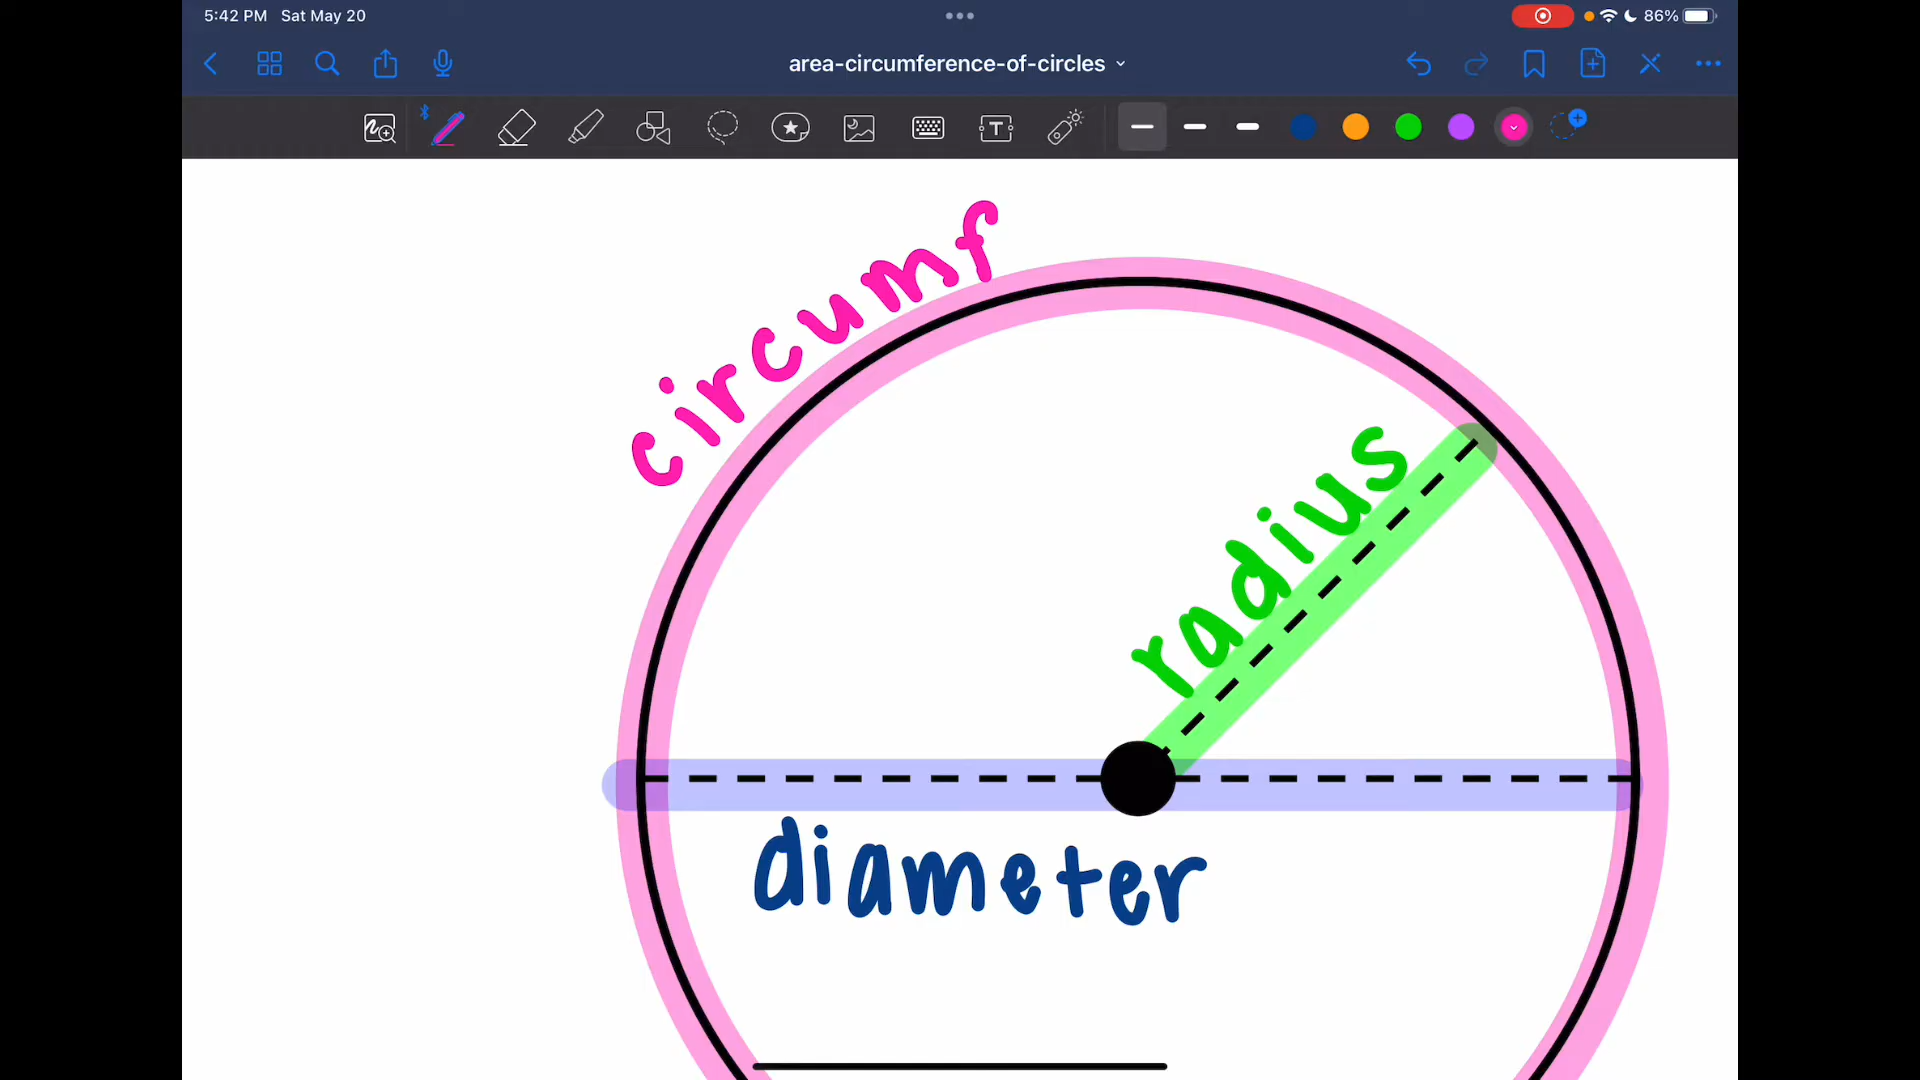 5:42 PM Sat May 20
86%
area-circumference-of-circles
T
circumf
radius
diameter